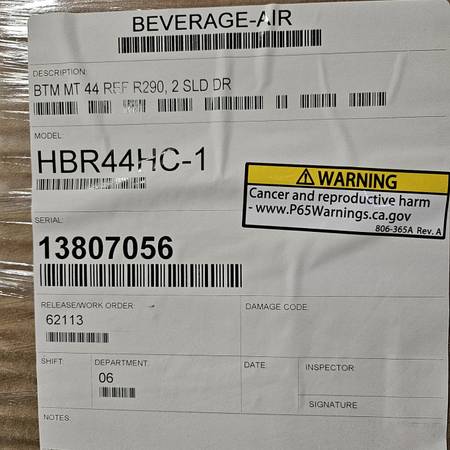 BEVERAGE-AIR
DESCRIPTION:
BTM MT 44 REF R290, 2 SLD DR
MODEL:
HBR44HC-1
WARNING
Cancer and reproductive harm
- www.P65Warnings.ca.gov
806-365A Rev. A
SERIAL:
13807056
RELEASE/WORK ORDER:
62113
DAMAGE CODE:
SHIFT:
DEPARTMENT:
06
DATE:
INSPECTOR
SIGNATURE
NOTES: